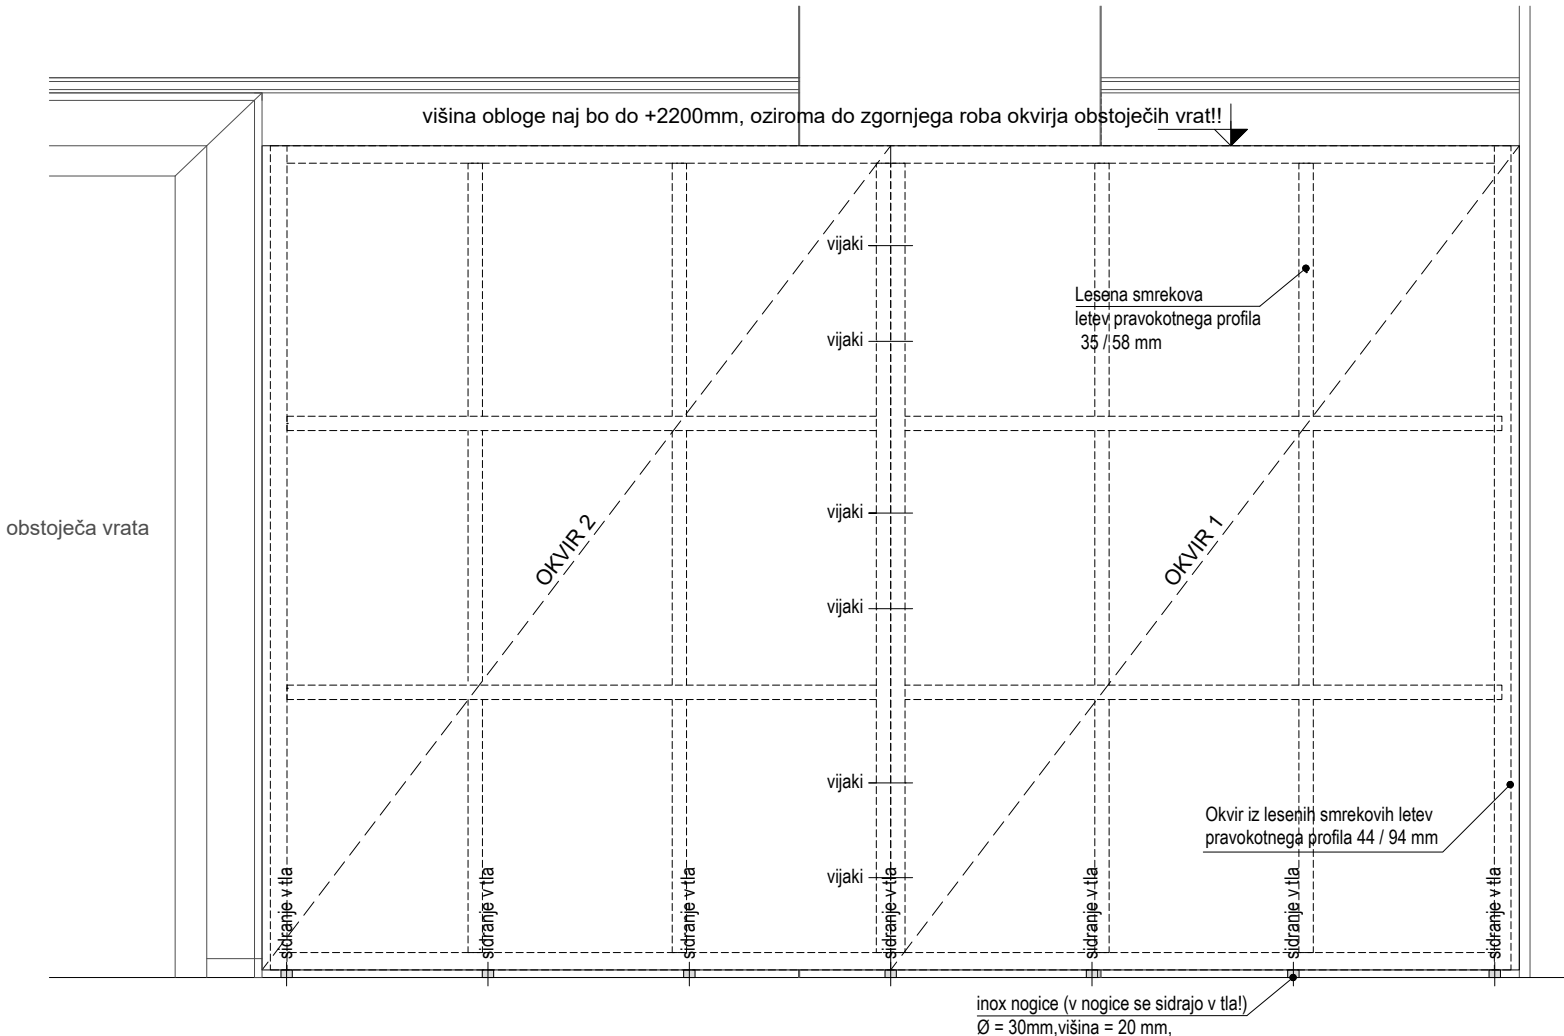 višina obloge naj bo do +2200mm, oziroma do zgornjega roba okvirja obstoječih vrat!!
vijaki
Lesena smrekova
letev pravokotnega profila
35 / 58 mm
vijaki
obstoječa vrata
OKVIR 2
vijaki
OKVIR 1
vijaki
vijaki
Okvir iz lesenih smrekovih letev
pravokotnega profila 44 / 94 mm
vijaki
sidranje v tla
sidranje v tla
sidranje v tla
sidranje v tla
sidranje v tla
sidranje v tla
sidranje v tla
inox nogice (v nogice se sidrajo v tla!)
Ø = 30mm,višina = 20 mm,